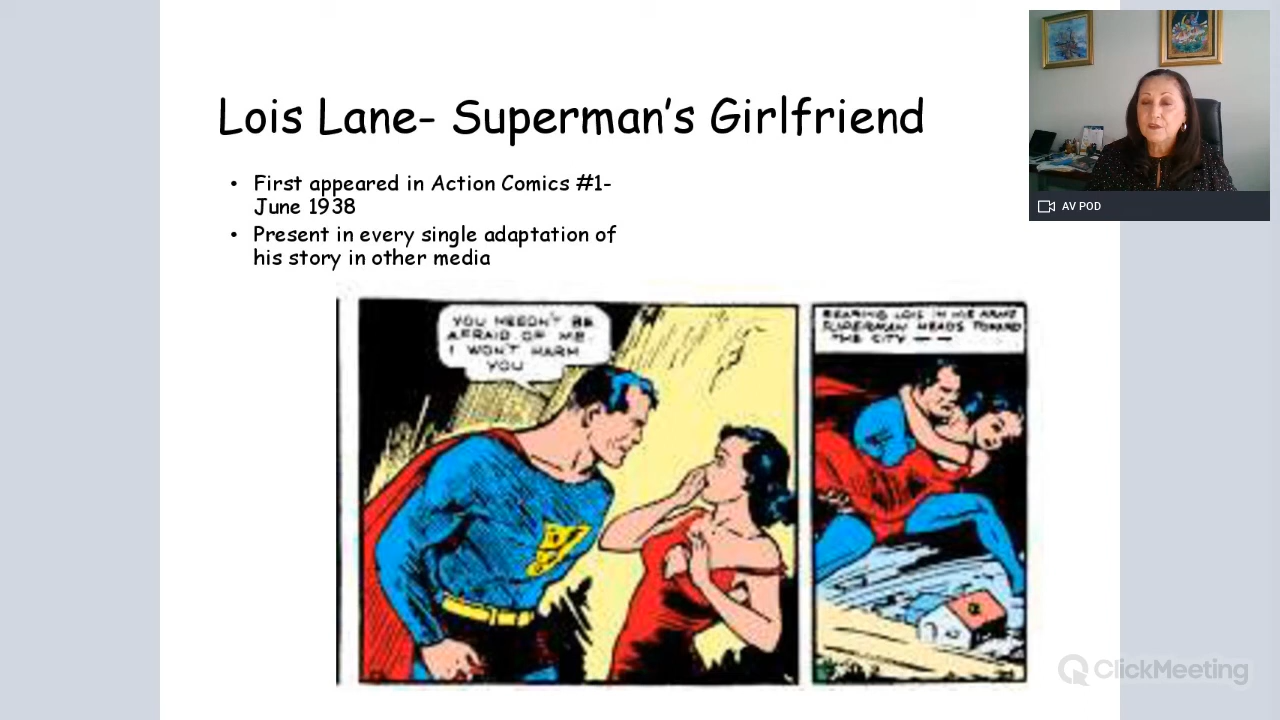 Lois Lane- Superman's Girlfriend
• First appeared in Action Comics #1-
June 1938
• Present in every single adaptation of
his story in other media
AV POD
YOU NEEDN'T BE
AFRAID OF ME.
I WON'T HARM
YOU
BEARING LOIS IN HIS ARMS
SUPERMAN HEADS TOWARD
THE CITY — —
ClickMeeting